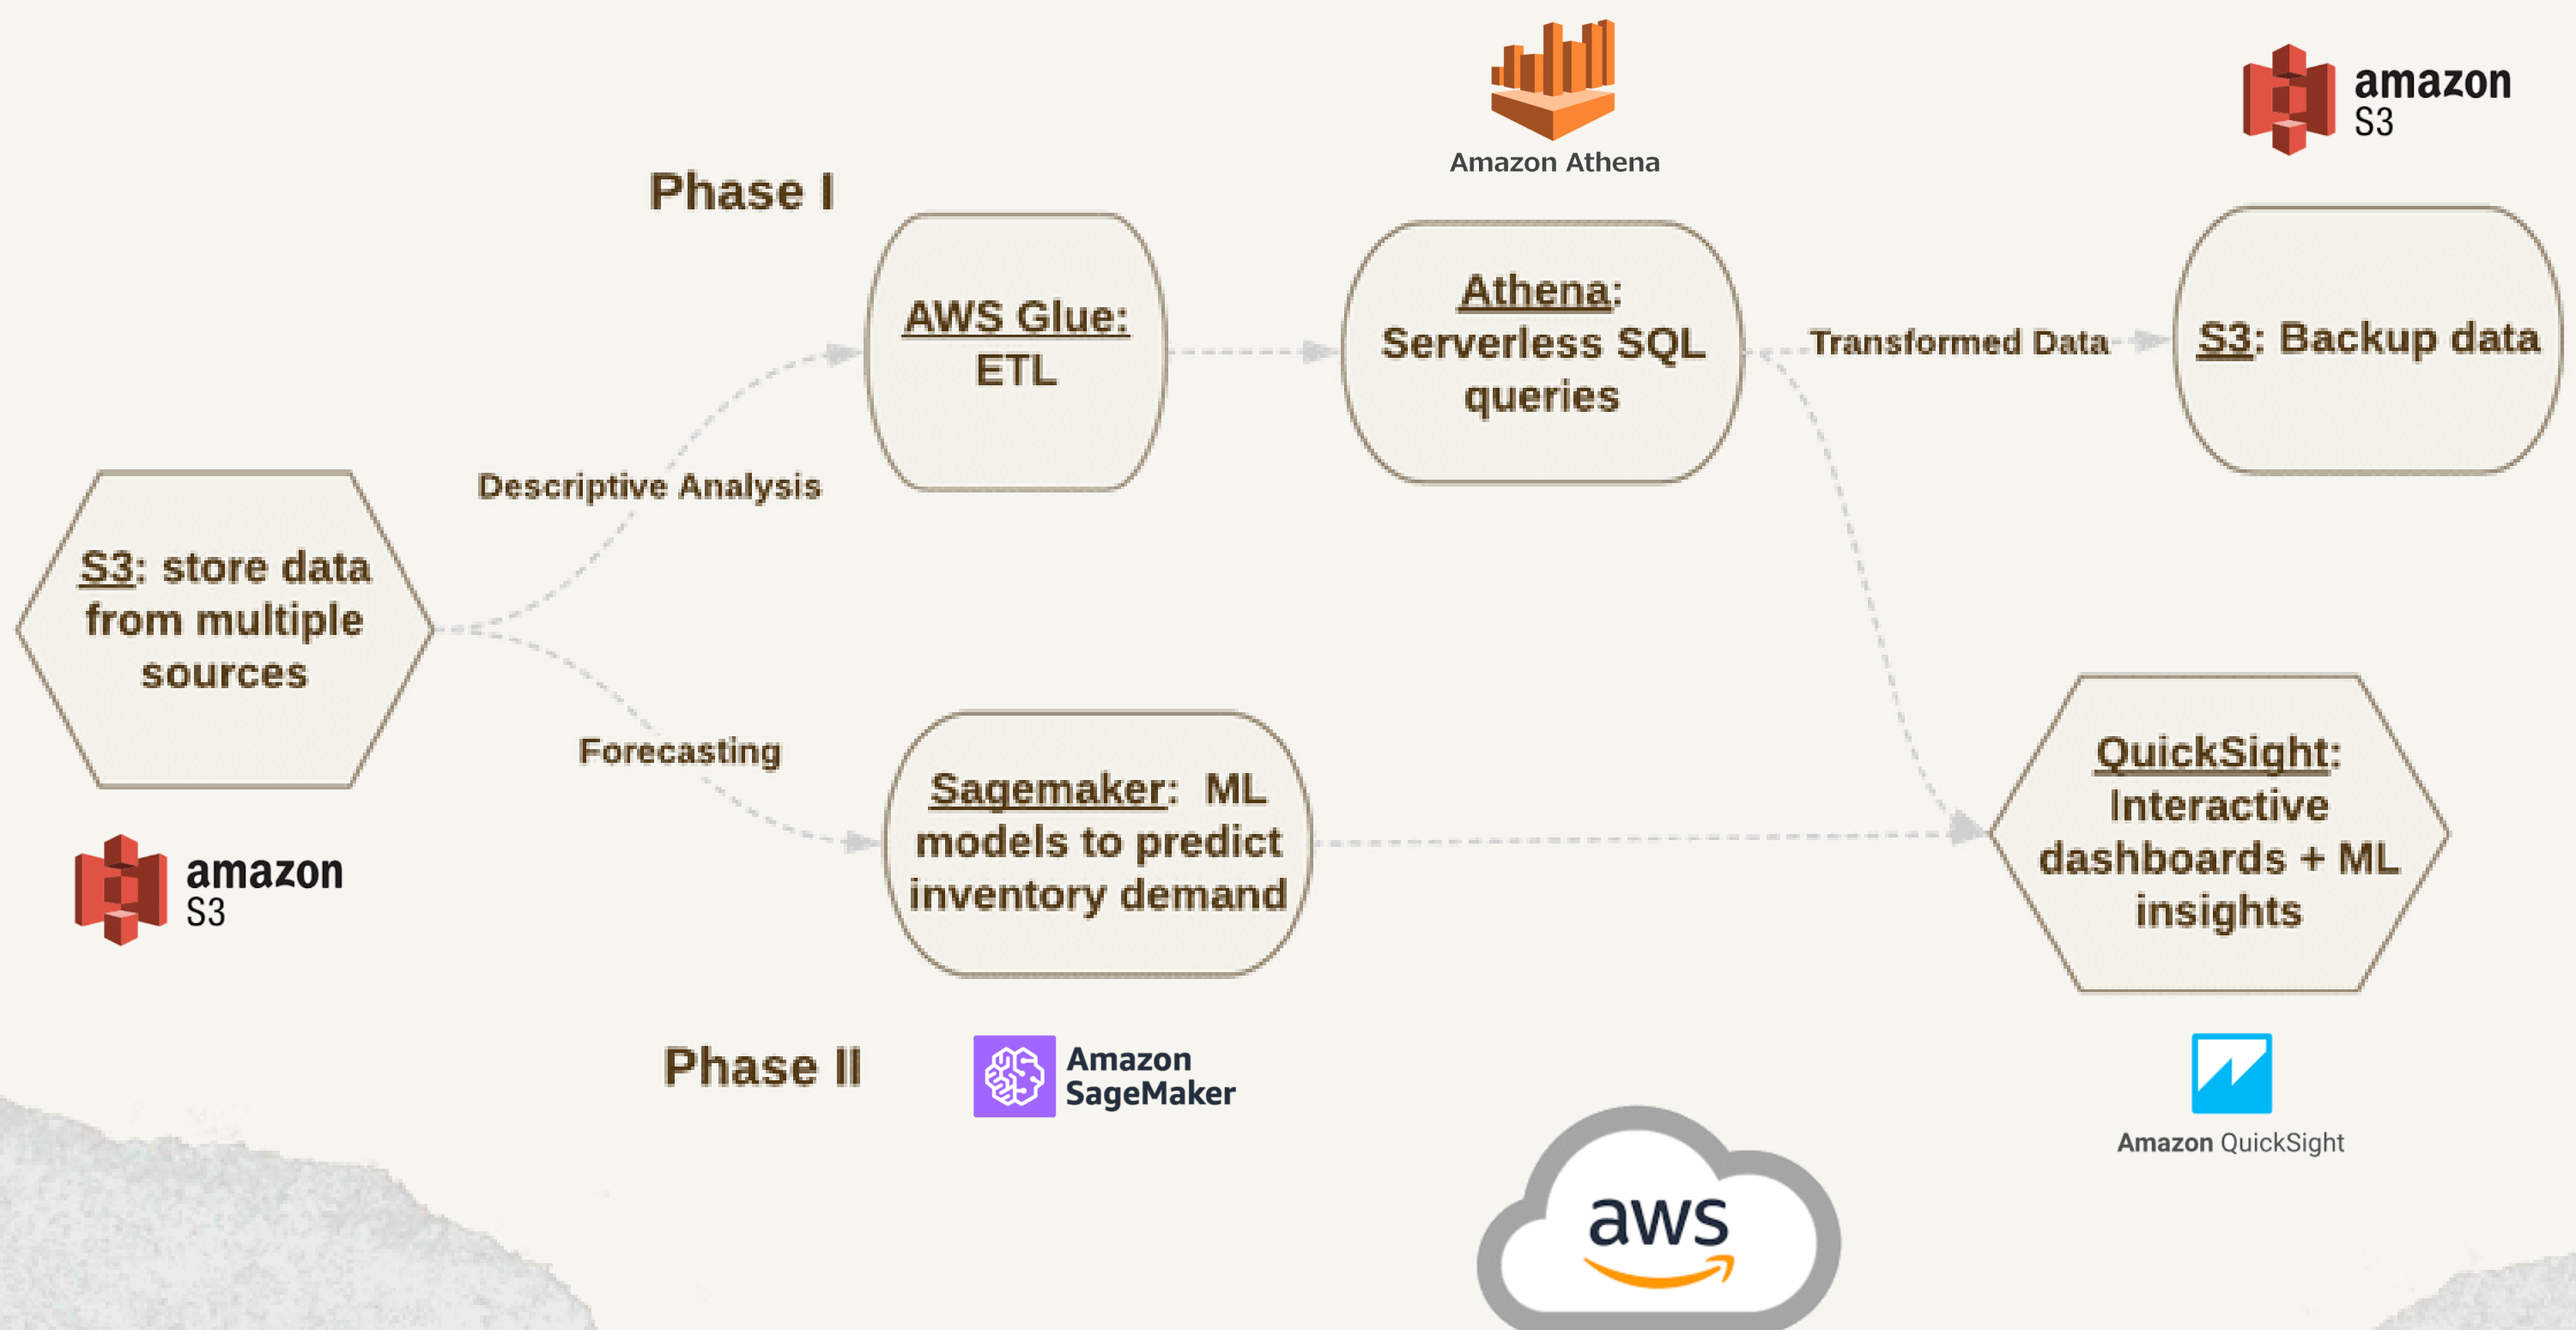 Amazon Athena
amazon
S3
Phase I
AWS Glue:
ETL
Athena:
Serverless SQL
queries
Transformed Data
S3: Backup data
Descriptive Analysis
S3: store data
from multiple
sources
Forecasting
amazon
S3
Sagemaker: ML
models to predict
inventory demand
QuickSight:
Interactive
dashboards + ML
insights
Phase II
Amazon
SageMaker
Amazon QuickSight
aws